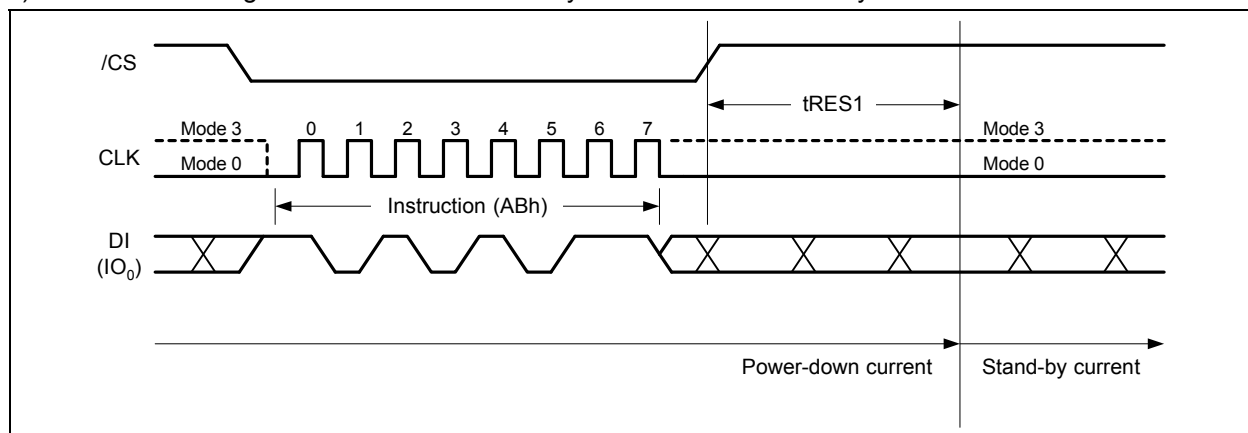 /CS
tRES1
Mode 3 0 1 2 3 4 5 6 7 Mode 3
CLK
Mode 0 Mode 0
Instruction (ABh)
DI
(IO0)
Power-down current Stand-by current